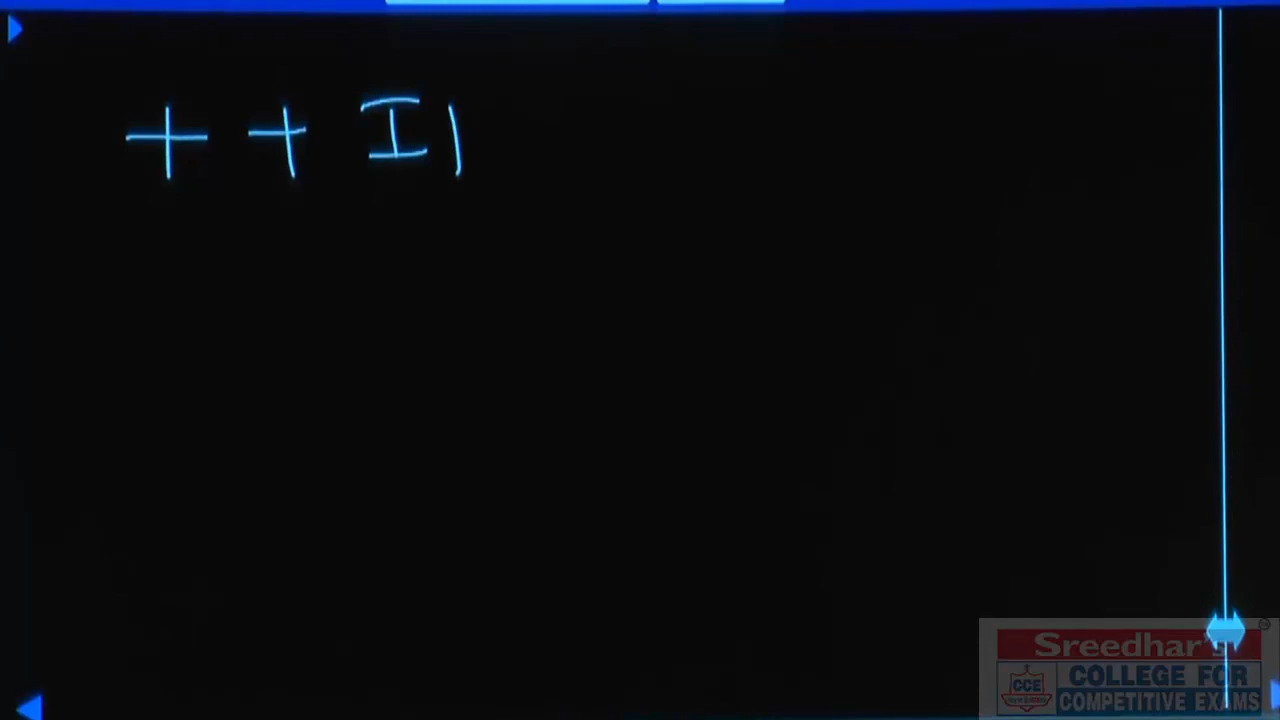 + + I |
Sreedhar's
CCE
COLLEGE FOR
COMPETITIVE EXAMS